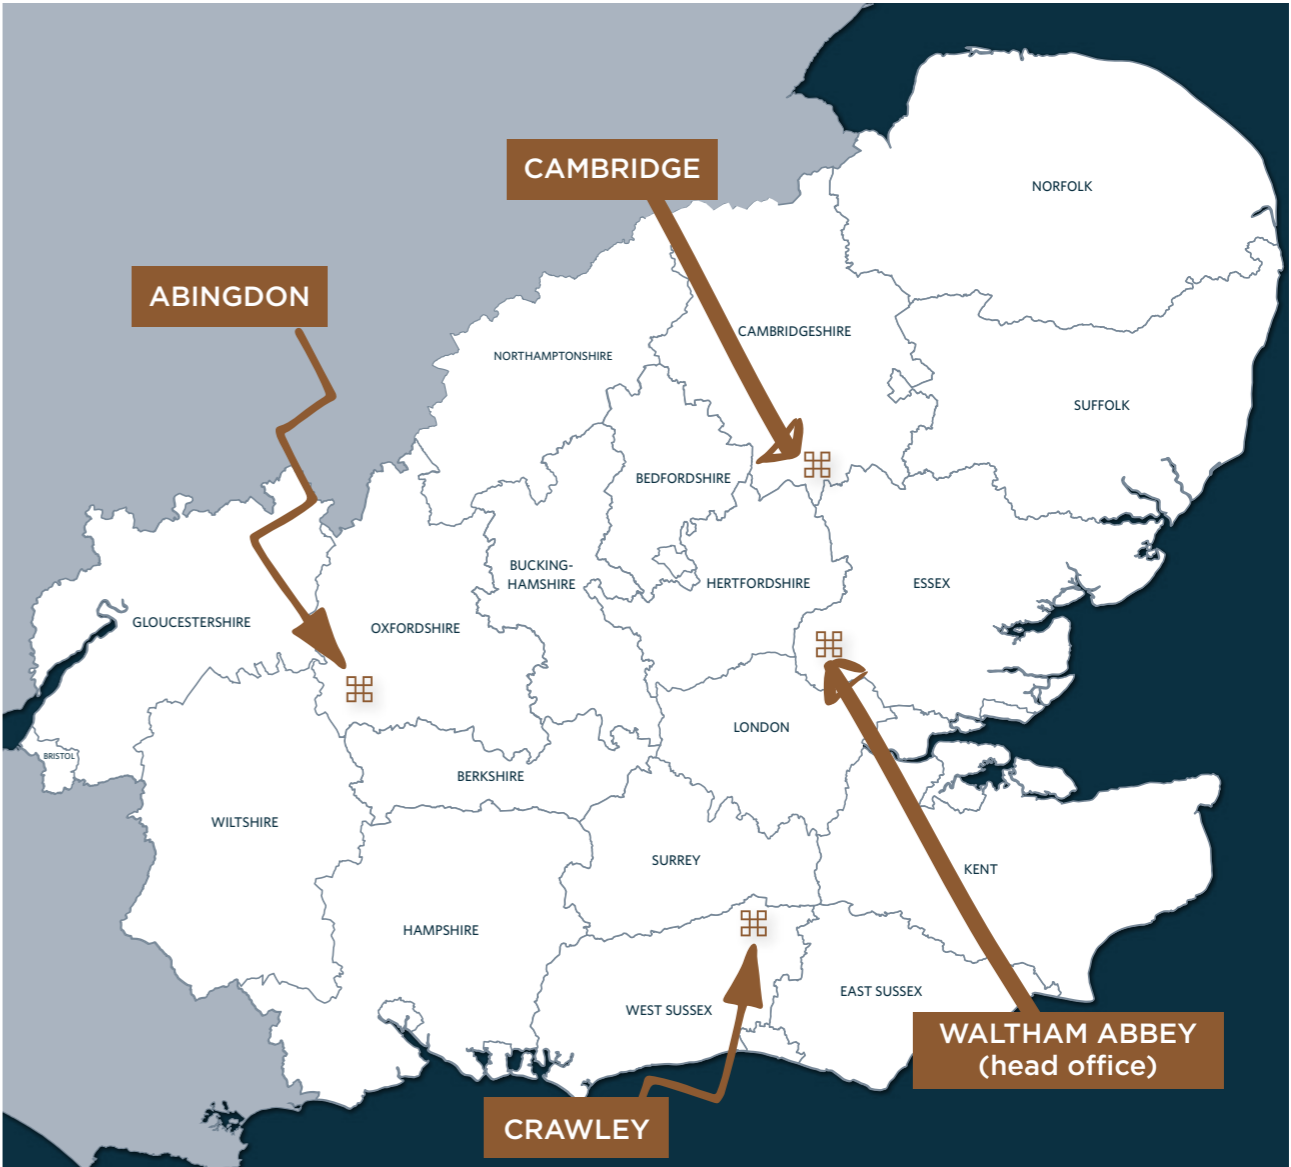 CAMBRIDGE
NORFOLK
ABINGDON
CAMBRIDGESHIRE
NORTHAMPTONSHIRE
SUFFOLK
BEDFORDSHIRE
BUCKING-
HAMSHIRE
HERTFORDSHIRE
ESSEX
GLOUCESTERSHIRE
OXFORDSHIRE
LONDON
BRISTOL
BERKSHIRE
WILTSHIRE
SURREY
KENT
HAMPSHIRE
EAST SUSSEX
WEST SUSSEX
WALTHAM ABBEY
(head office)
CRAWLEY